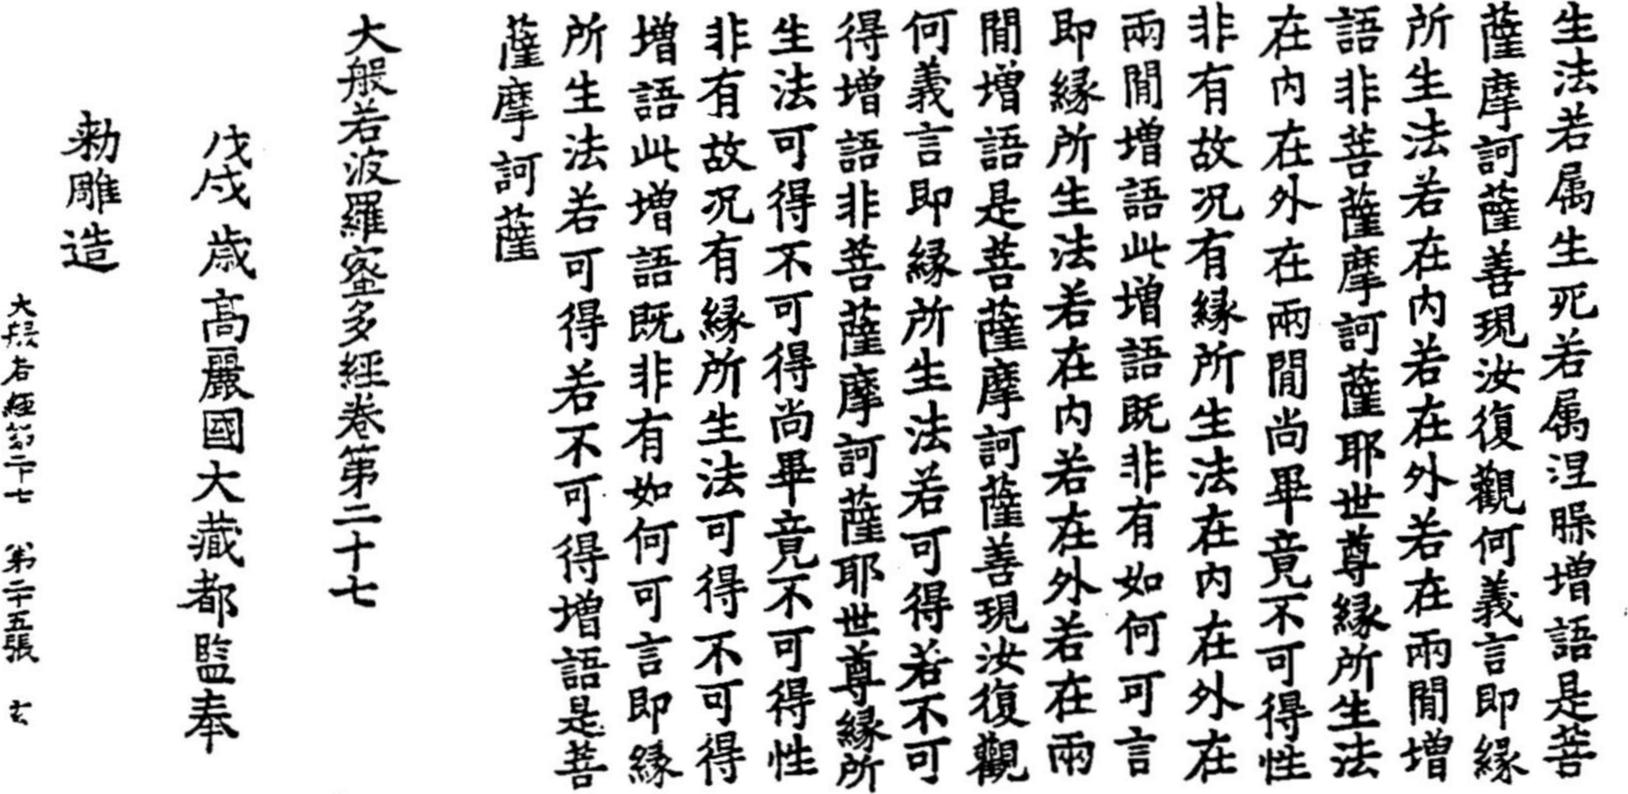 生法若属生死若属涅槃增語是菩
薩摩訶薩善現汝復觀何義言即緣
所生法若在內若在外若在兩間增
語非菩薩摩訶薩耶世尊緣所生法
在內在外在兩間尚畢竟不可得性
非有故况有緣所生法在內在外在
兩間增語此增語既非有如何可言
即緣所生法若在內若在外若在兩
間增語是菩薩摩訶薩善現汝復觀
何義言即緣所生法若可得若不可
得增語非菩薩摩訶薩耶世尊緣所
生法可得不可得尚畢竟不可得性
非有故况有緣所生法可得不可得
增語此增語既非有如何可言即緣
所生法若可得若不可得增語是菩
薩摩訶薩
大般若波羅蜜多經卷第二十七
戊戌歲高麗國大藏都監奉
勅雕造
大般若經第二十七 第二十五張 玄